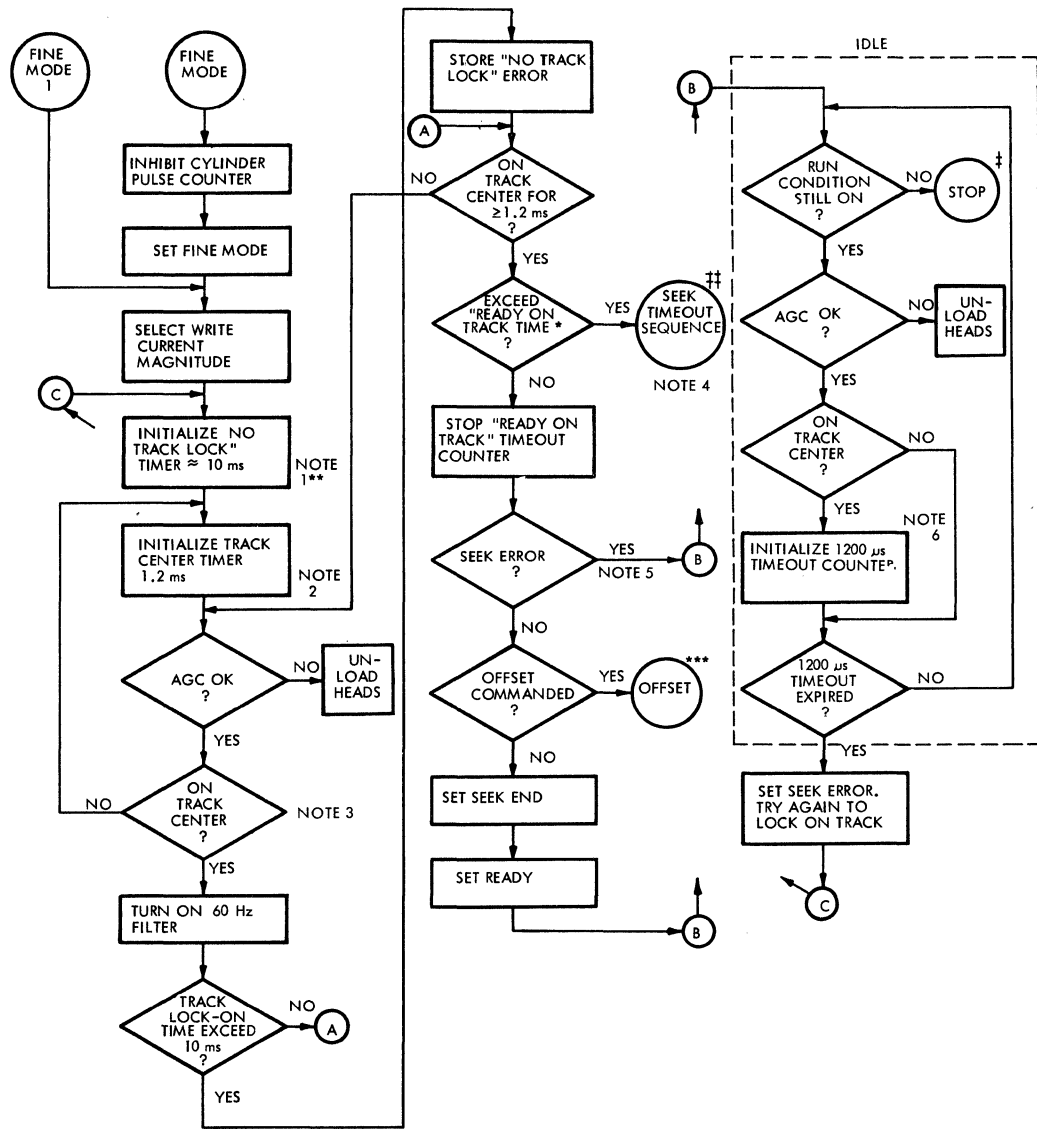 FINE
MODE
1
FINE
MODE
INHIBIT CYLINDER
PULSE COUNTER
SET FINE MODE
SELECT WRITE
CURRENT
MAGNITUDE
C
INITIALIZE NO
TRACK LOCK"
TIMER ≈ 10 ms
NOTE
1**
INITIALIZE TRACK
CENTER TIMER
1.2 ms
NOTE
2
AGC OK
?
NO
UN-
LOAD
HEADS
YES
ON
TRACK
CENTER
?
NO
NOTE 3
YES
TURN ON 60 Hz
FILTER
TRACK
LOCK-ON
TIME EXCEED
10 ms
?
NO
A
YES
STORE "NO TRACK
LOCK" ERROR
A
ON
TRACK
CENTER FOR
≥1.2 ms
?
NO
YES
EXCEED
"READY ON
TRACK TIME *
?
YES
‡‡
SEEK
TIMEOUT
SEQUENCE
NOTE 4
NO
STOP "READY ON
TRACK" TIMEOUT
COUNTER
SEEK ERROR
?
YES
NOTE 5
B
NO
OFFSET
COMMANDED
?
YES
***
OFFSET
NO
SET SEEK END
SET READY
B
IDLE
B
RUN
CONDITION
STILL ON
?
NO
‡
STOP
YES
AGC OK
?
NO
UN-
LOAD
HEADS
YES
ON
TRACK
CENTER
?
NO
YES
NOTE
6
INITIALIZE 1200 µs
TIMEOUT COUNTER.
1200 µs
TIMEOUT
EXPIRED
?
NO
YES
SET SEEK ERROR.
TRY AGAIN TO
LOCK ON TRACK
C